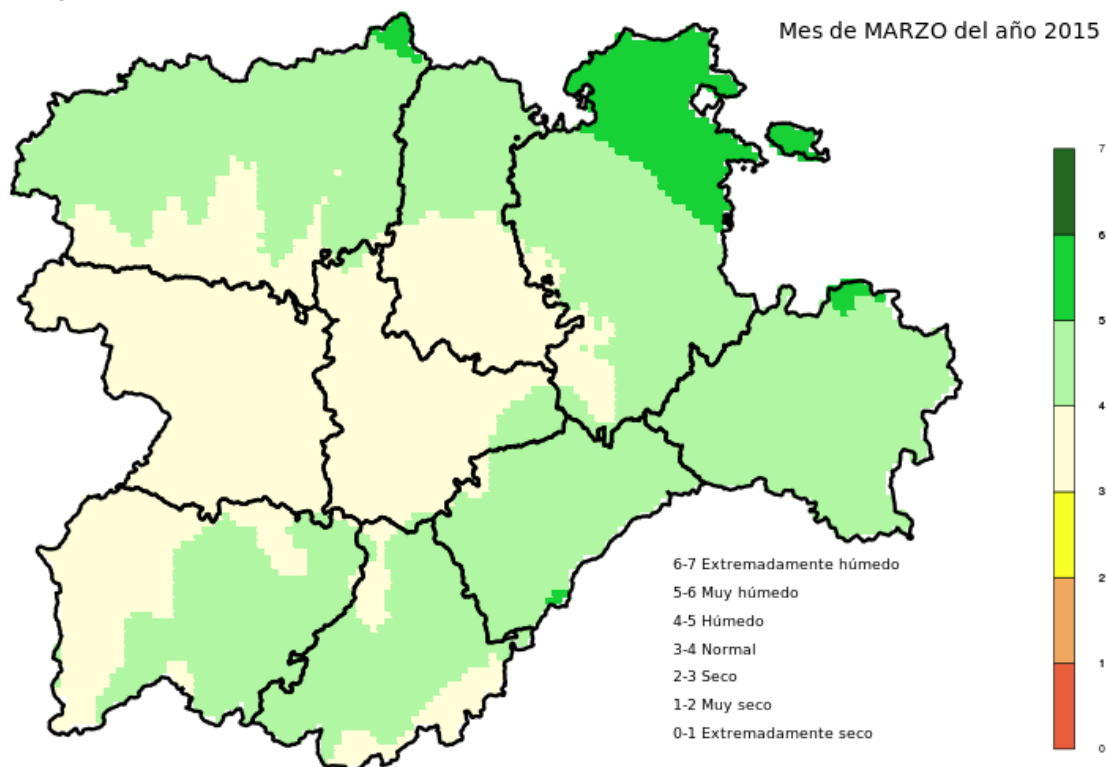 Mes de MARZO del año 2015
7
6
5
4
3
2
1
0
6-7 Extremadamente húmedo
5-6 Muy húmedo
4-5 Húmedo
3-4 Normal
2-3 Seco
1-2 Muy seco
0-1 Extremadamente seco